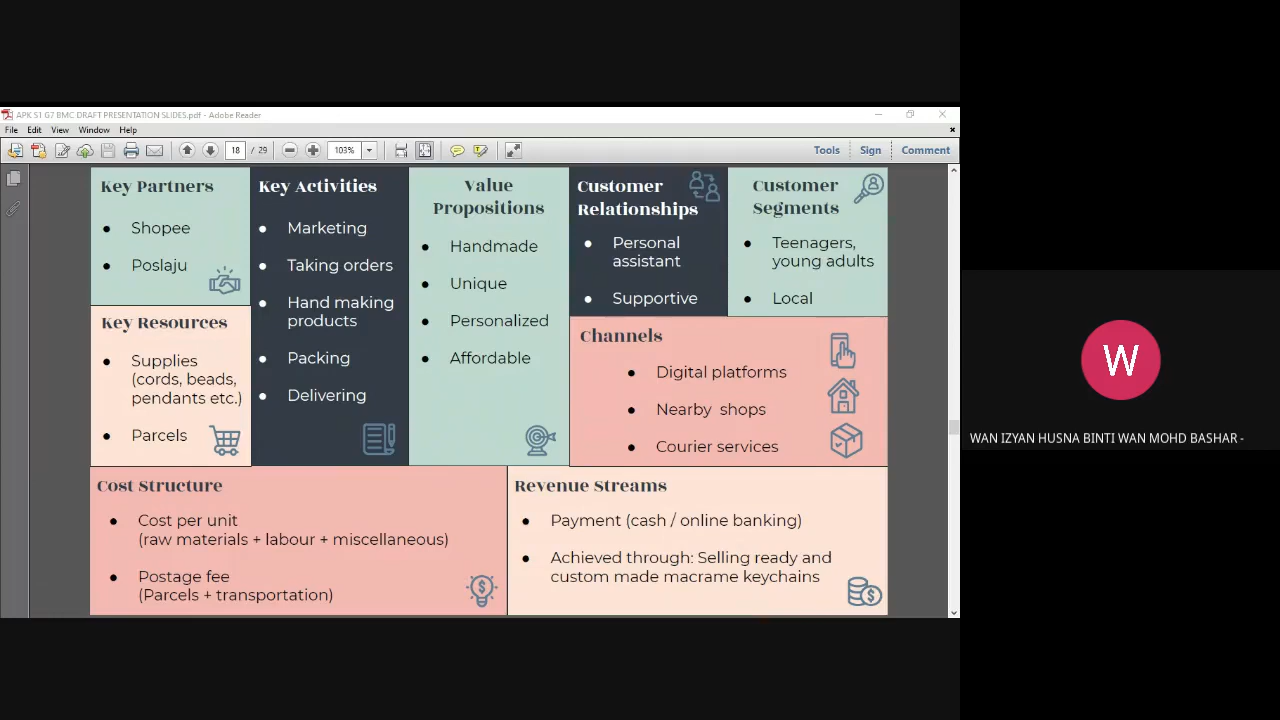 APK S1 G7 BMC DRAFT PRESENTATION SLIDES.pdf - Adobe Reader
File Edit View Window Help
18 / 29 103% Tools Sign Comment
Key Partners
Shopee
Poslaju
Key Resources
Supplies
(cords, beads,
pendants etc.)
Parcels
Key Activities
Marketing
Taking orders
Hand making
products
Packing
Delivering
Value
Propositions
Handmade
Unique
Personalized
Affordable
Customer
Relationships
Personal
assistant
Supportive
Customer
Segments
Teenagers,
young adults
Local
Channels
Digital platforms
Nearby shops
Courier services
Cost Structure
Cost per unit
(raw materials + labour + miscellaneous)
Postage fee
(Parcels + transportation)
Revenue Streams
Payment (cash / online banking)
Achieved through: Selling ready and
custom made macrame keychains
W
WAN IZYAN HUSNA BINTI WAN MOHD BASHAR -